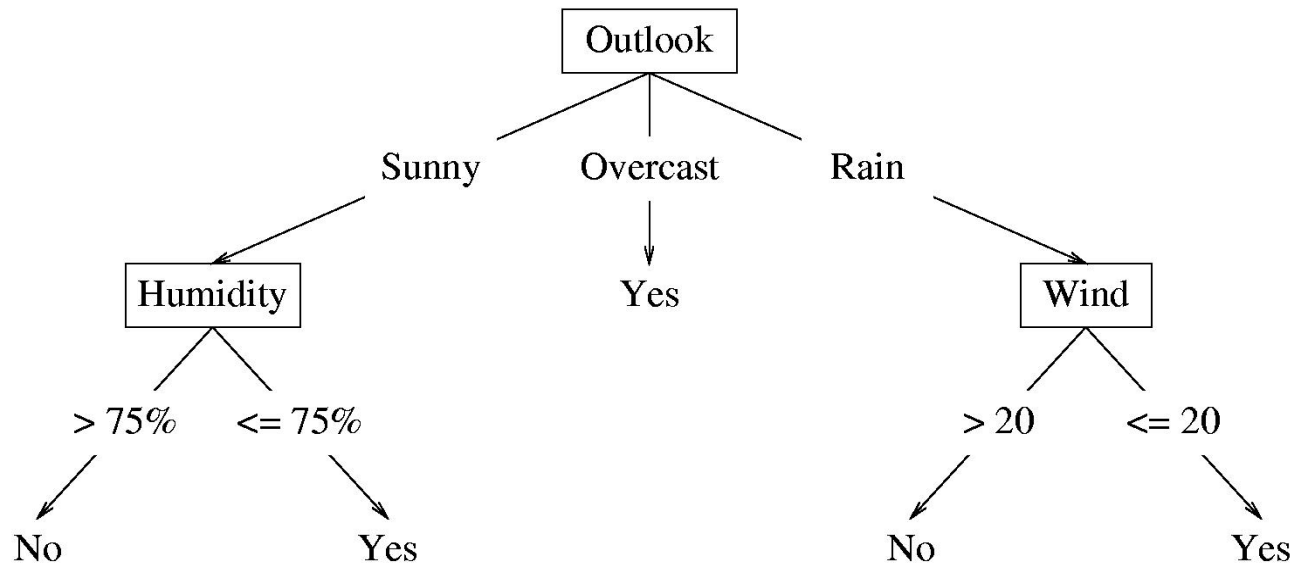 Outlook
Sunny Overcast Rain
Humidity Yes Wind
> 75% <= 75% > 20 <= 20
No Yes No Yes